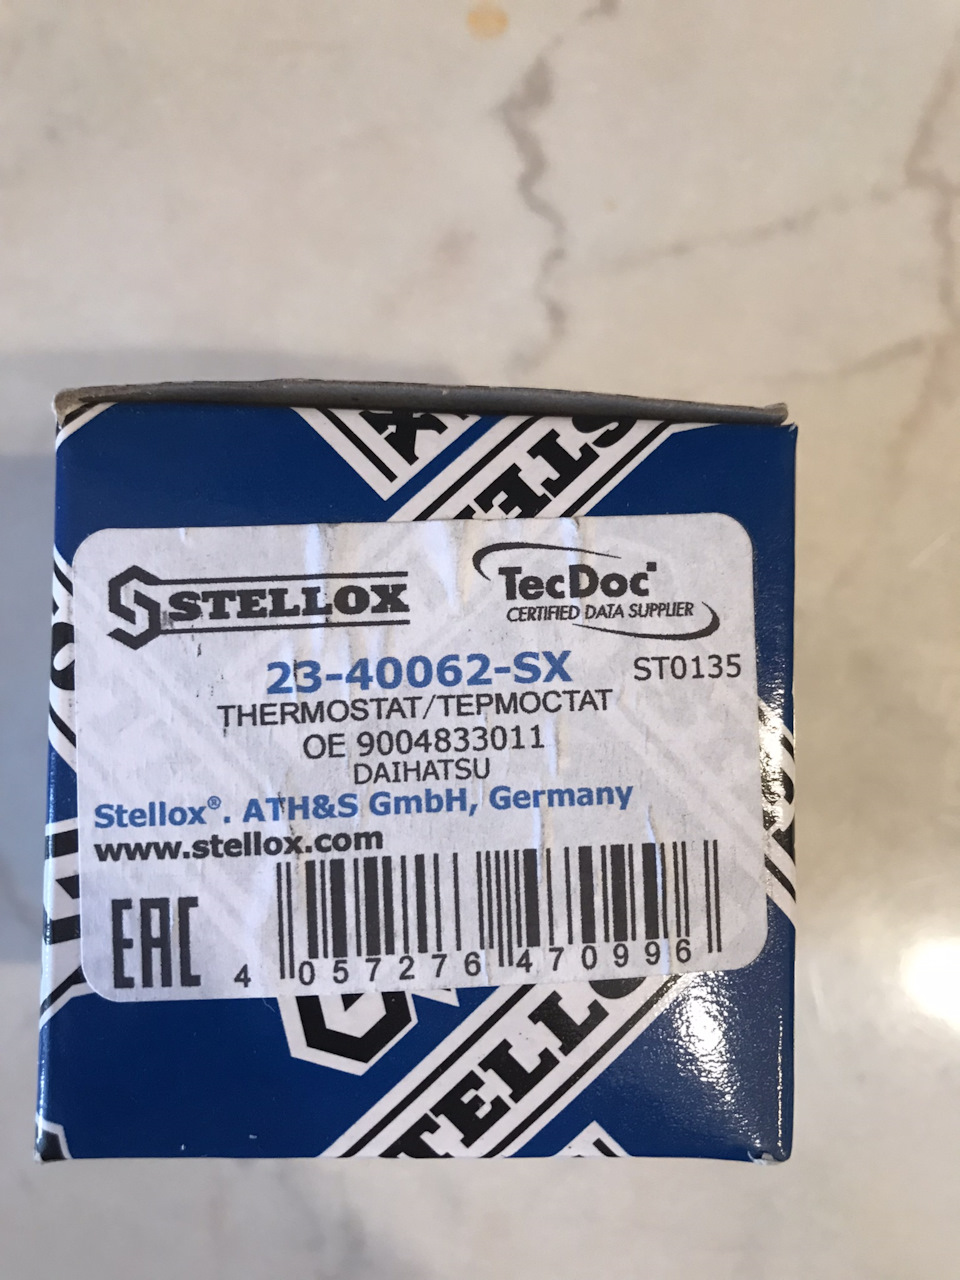 STELLOX
TecDoc
CERTIFIED DATA SUPPLIER
23-40062-SX
ST0135
THERMOSTAT/ТЕРМОСТАТ
OE 9004833011
DAIHATSU
Stellox®. ATH&S GmbH, Germany
www.stellox.com
EAC
4 057276 470996
TELLO